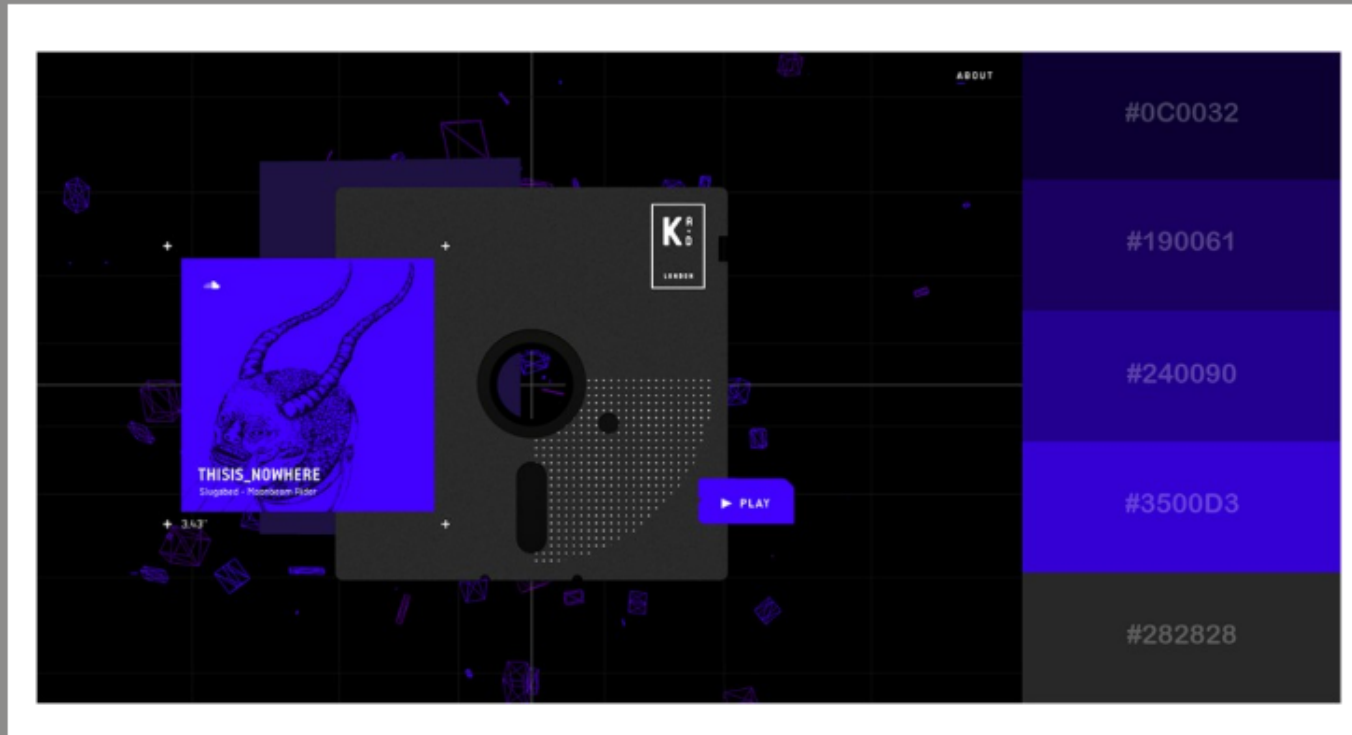 ABOUT
K R-D
LONDON
THISIS_NOWHERE
Slugabed - Moonbeam Rider
3.43"
PLAY
#0C0032
#190061
#240090
#3500D3
#282828